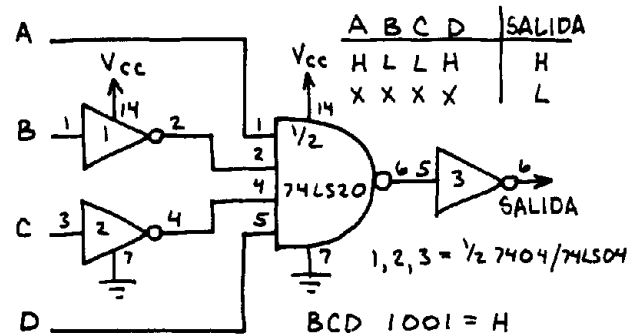 A
Vcc
14
B 1 1 2
C 3 2 4
7
D
Vcc
14
1 1/2
2
4 74LS20 6 5 3 6
5
7
SALIDA
A B C D SALIDA
H L L H H
X X X X L
1, 2, 3 = 1/2 7404/74LS04
BCD 1001 = H